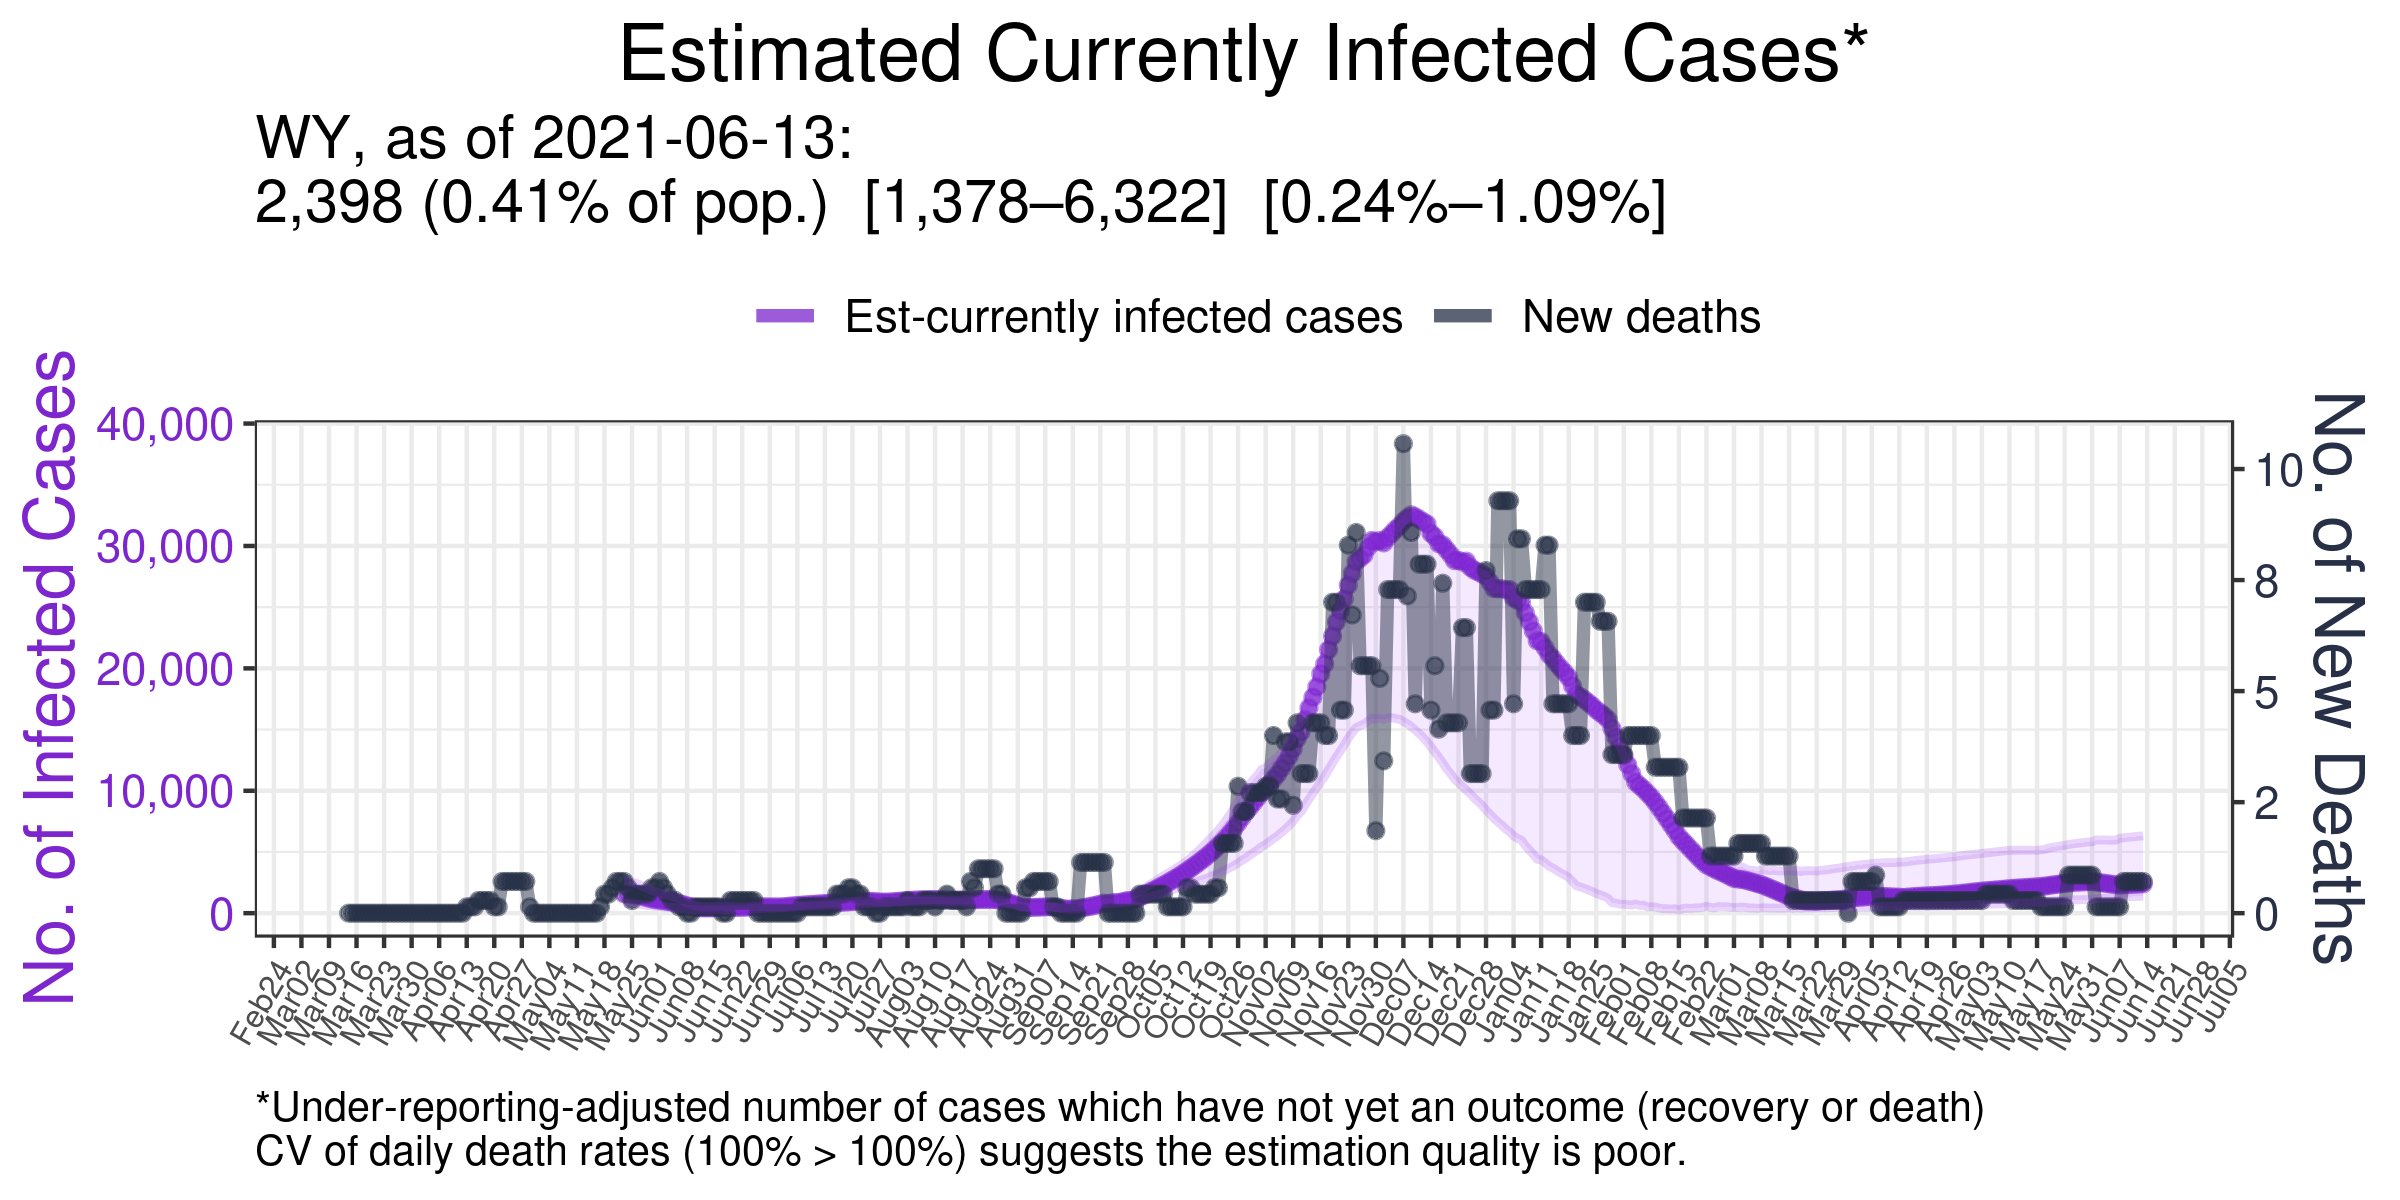 Estimated Currently Infected Cases*
WY, as of 2021-06-13:
2,398 (0.41% of pop.) [1,378–6,322] [0.24%–1.09%]
Est-currently infected cases
New deaths
No. of Infected Cases
40,000
30,000
20,000
10,000
0
10
8
5
2
0
No. of New Deaths
Feb24
Mar02
Mar09
Mar16
Mar23
Mar30
Apr06
Apr13
Apr20
Apr27
May04
May11
May18
May25
Jun01
Jun08
Jun15
Jun22
Jun29
Jul06
Jul13
Jul20
Jul27
Aug03
Aug10
Aug17
Aug24
Aug31
Sep07
Sep14
Sep21
Sep28
Oct05
Oct12
Oct19
Oct26
Nov02
Nov09
Nov16
Nov23
Nov30
Dec07
Dec14
Dec21
Dec28
Jan04
Jan11
Jan18
Jan25
Feb01
Feb08
Feb15
Feb22
Mar01
Mar08
Mar15
Mar22
Mar29
Apr05
Apr12
Apr19
Apr26
May03
May10
May17
May24
May31
Jun07
Jun14
Jun21
Jun28
Jul05
*Under-reporting-adjusted number of cases which have not yet an outcome (recovery or death)
CV of daily death rates (100% > 100%) suggests the estimation quality is poor.